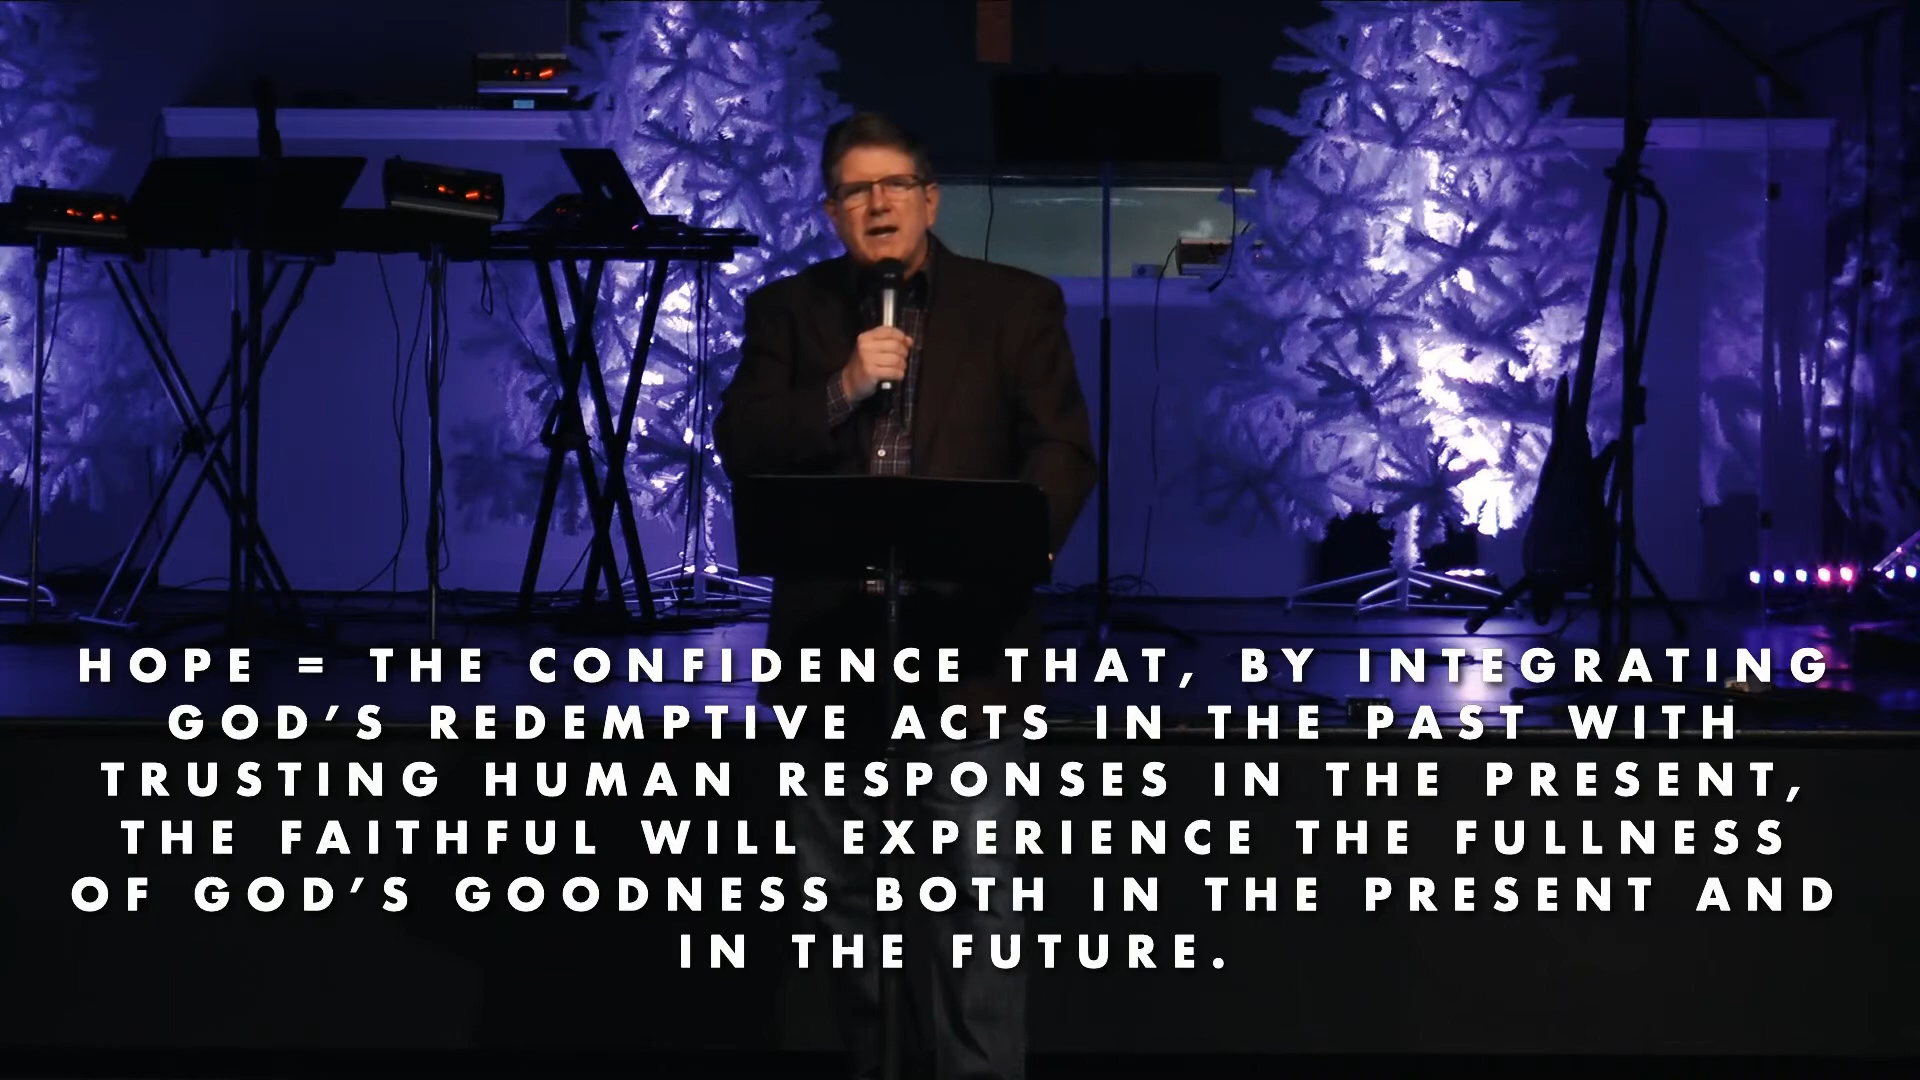 HOPE = THE CONFIDENCE THAT, BY INTEGRATING
GOD’S REDEMPTIVE ACTS IN THE PAST WITH
TRUSTING HUMAN RESPONSES IN THE PRESENT,
THE FAITHFUL WILL EXPERIENCE THE FULLNESS
OF GOD’S GOODNESS BOTH IN THE PRESENT AND
IN THE FUTURE.